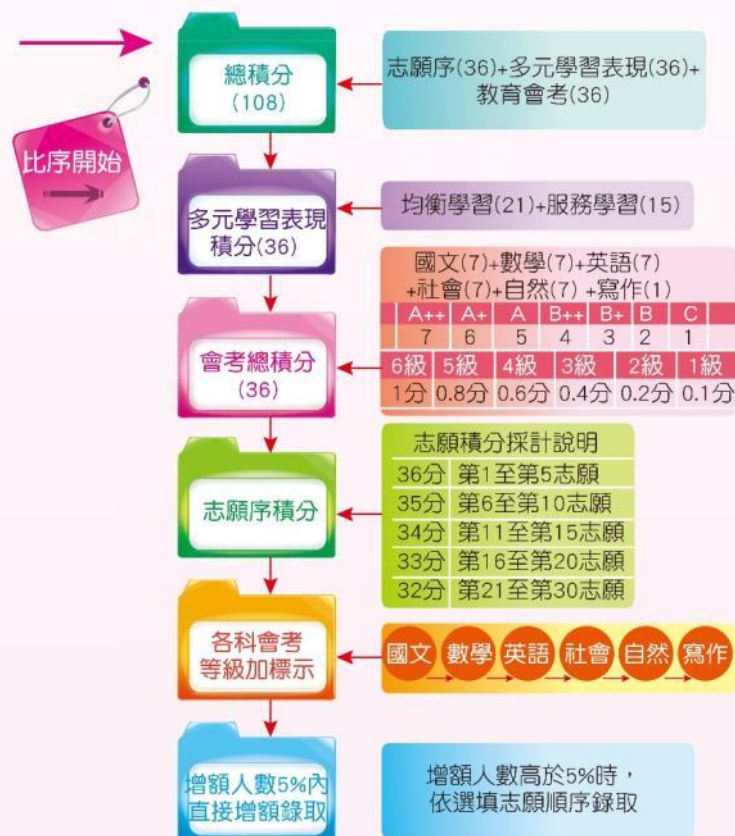 總積分
(108)
志願序(36)+多元學習表現(36)+
教育會考(36)
比序開始
多元學習表現
積分(36)
均衡學習(21)+服務學習(15)
會考總積分
(36)
國文(7)+數學(7)+英語(7)
+社會(7)+自然(7) +寫作(1)
A++ A+ A B++ B+ B C
7 6 5 4 3 2 1
6級 5級 4級 3級 2級 1級
1分 0.8分 0.6分 0.4分 0.2分 0.1分
志願序積分
志願積分採計說明
36分 第1至第5志願
35分 第6至第10志願
34分 第11至第15志願
33分 第16至第20志願
32分 第21至第30志願
各科會考
等級加標示
國文 數學 英語 社會 自然 寫作
增額人數5%內
直接增額錄取
增額人數高於5%時，
依選填志願順序錄取